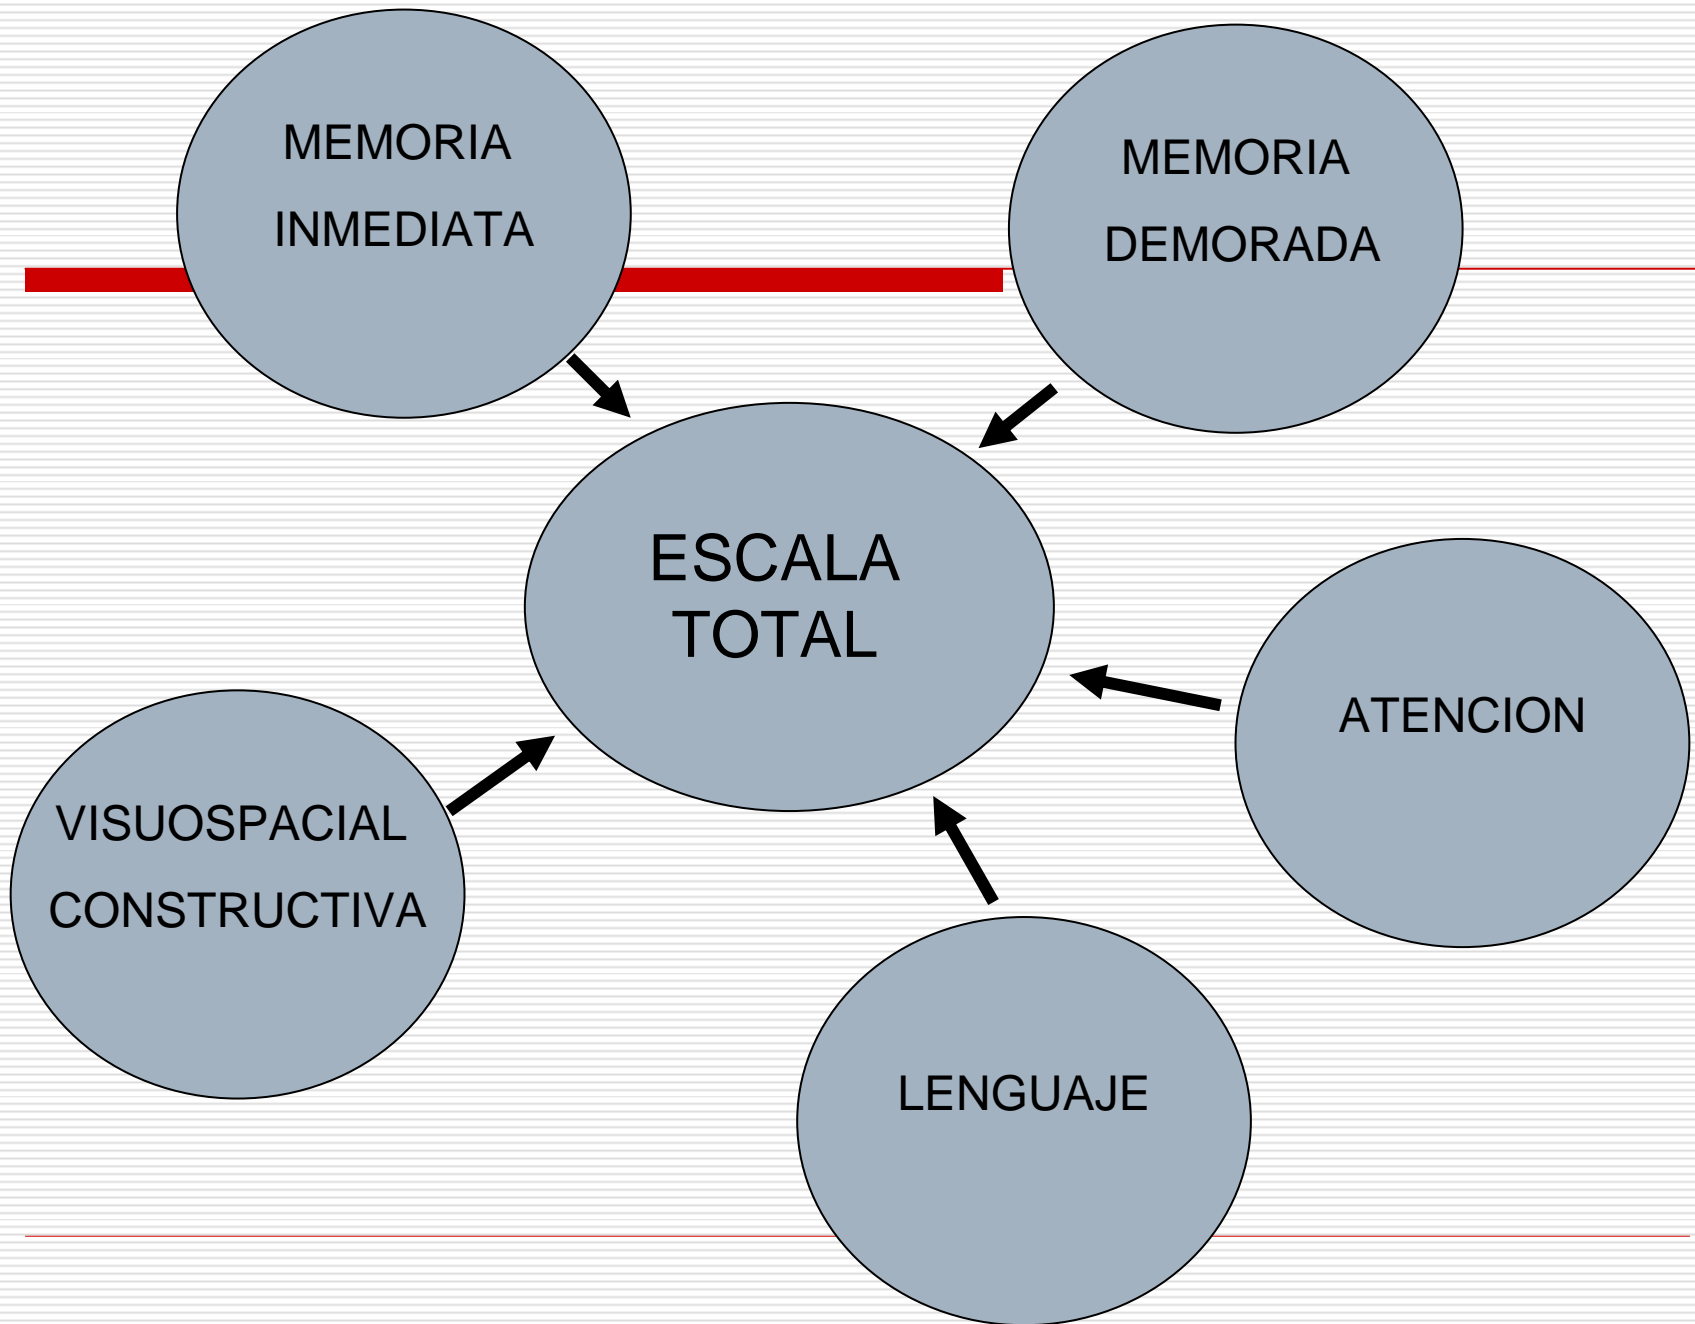 MEMORIA
INMEDIATA
MEMORIA
DEMORADA
ESCALA
TOTAL
ATENCION
VISUOSPACIAL
CONSTRUCTIVA
LENGUAJE